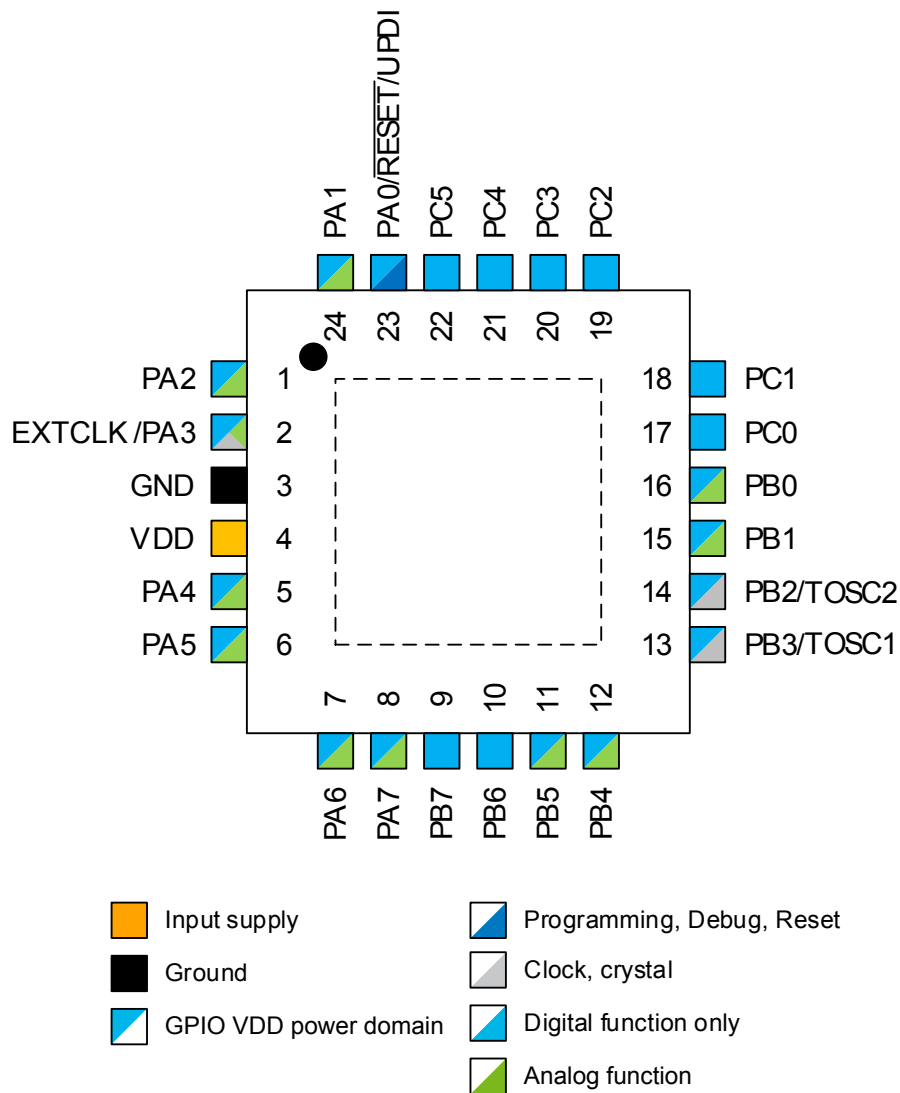 PA1
PA0/RESET/UPDI
PC5
PC4
PC3
PC2
24
23
22
21
20
19
PA2
1
18
PC1
EXTCLK/PA3
2
17
PC0
GND
3
16
PB0
VDD
4
15
PB1
PA4
5
14
PB2/TOSC2
PA5
6
13
PB3/TOSC1
7
8
9
10
11
12
PA6
PA7
PB7
PB6
PB5
PB4
Input supply
Ground
GPIO VDD power domain
Programming, Debug, Reset
Clock, crystal
Digital function only
Analog function